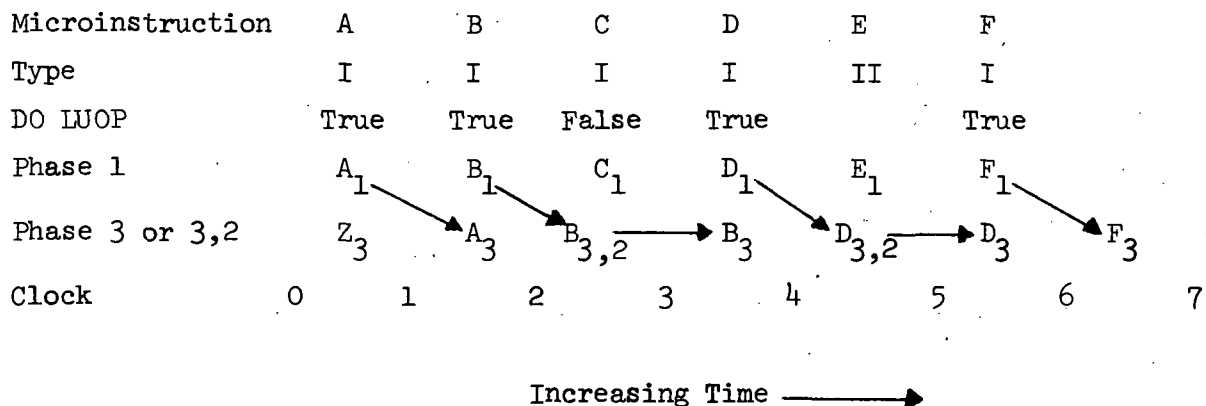 Microinstruction A B C D E F
Type I I I I II I
DO LUOP True True False True True
Phase 1 A1 B1 C1 D1 E1 F1
Phase 3 or 3,2 Z3 A3 B3,2 B3 D3,2 D3 F3
Clock 0 1 2 3 4 5 6 7
Increasing Time